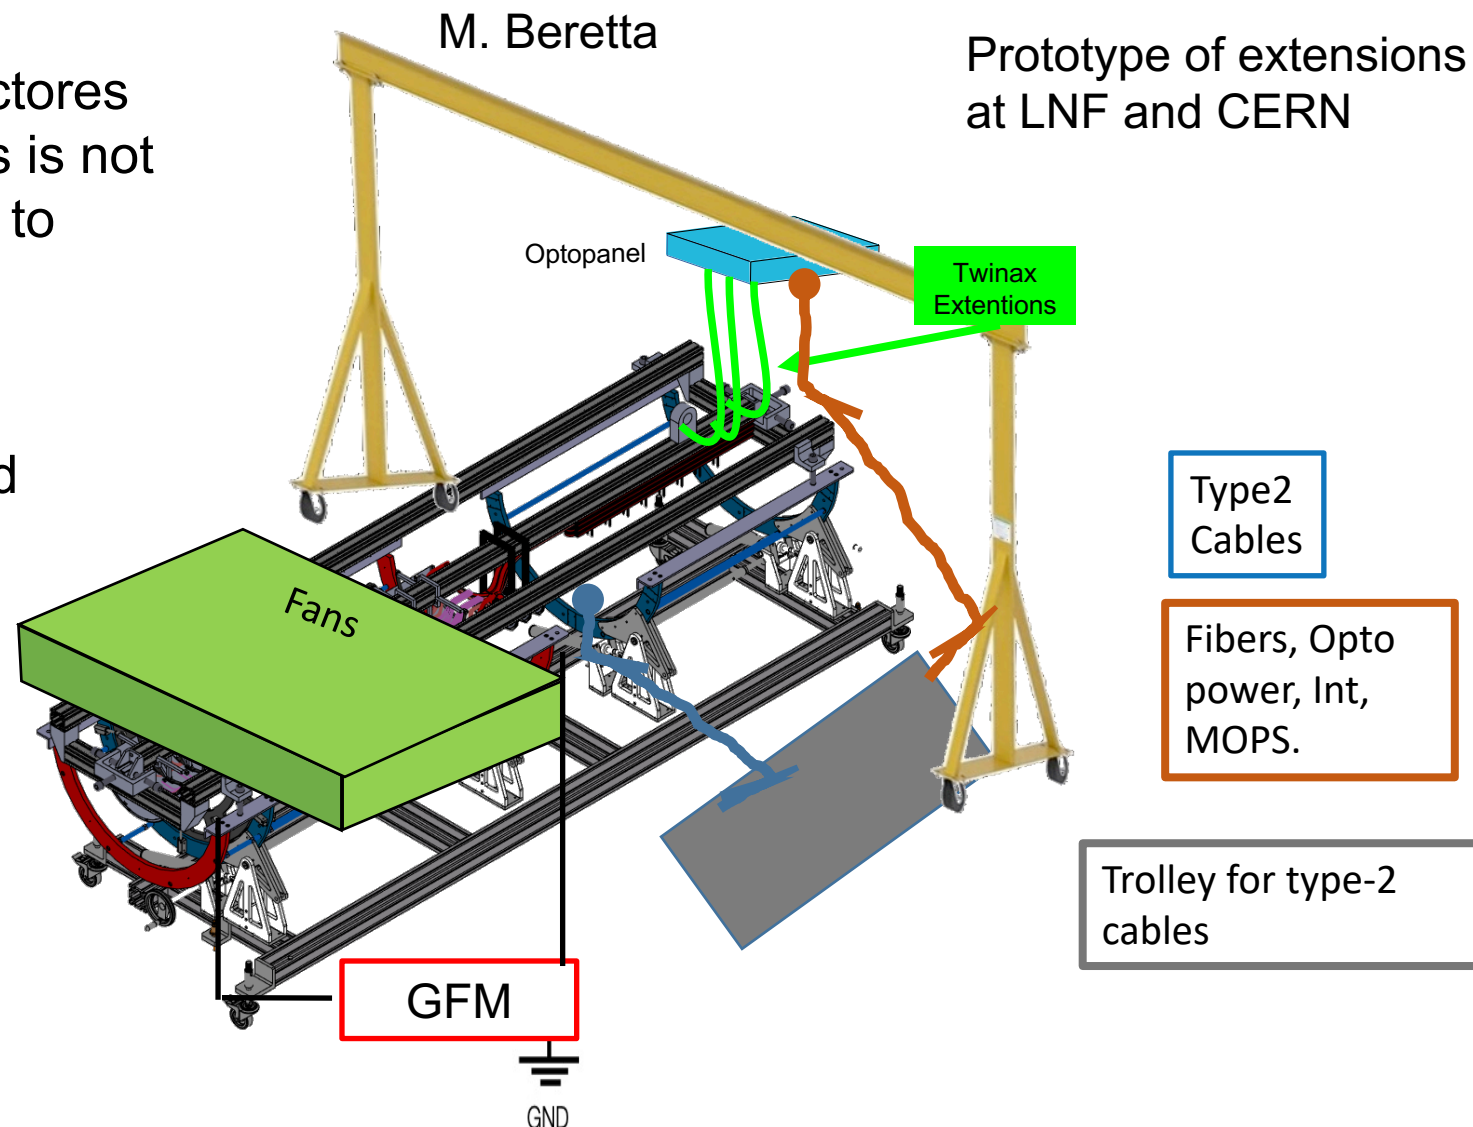 M. Beretta
Prototype of extensions
at LNF and CERN
ctores
s is not
to
d
Optopanel
Twinax
Extentions
Fans
Type2
Cables
Fibers, Opto
power, Int,
MOPS.
Trolley for type-2
cables
GFM
GND